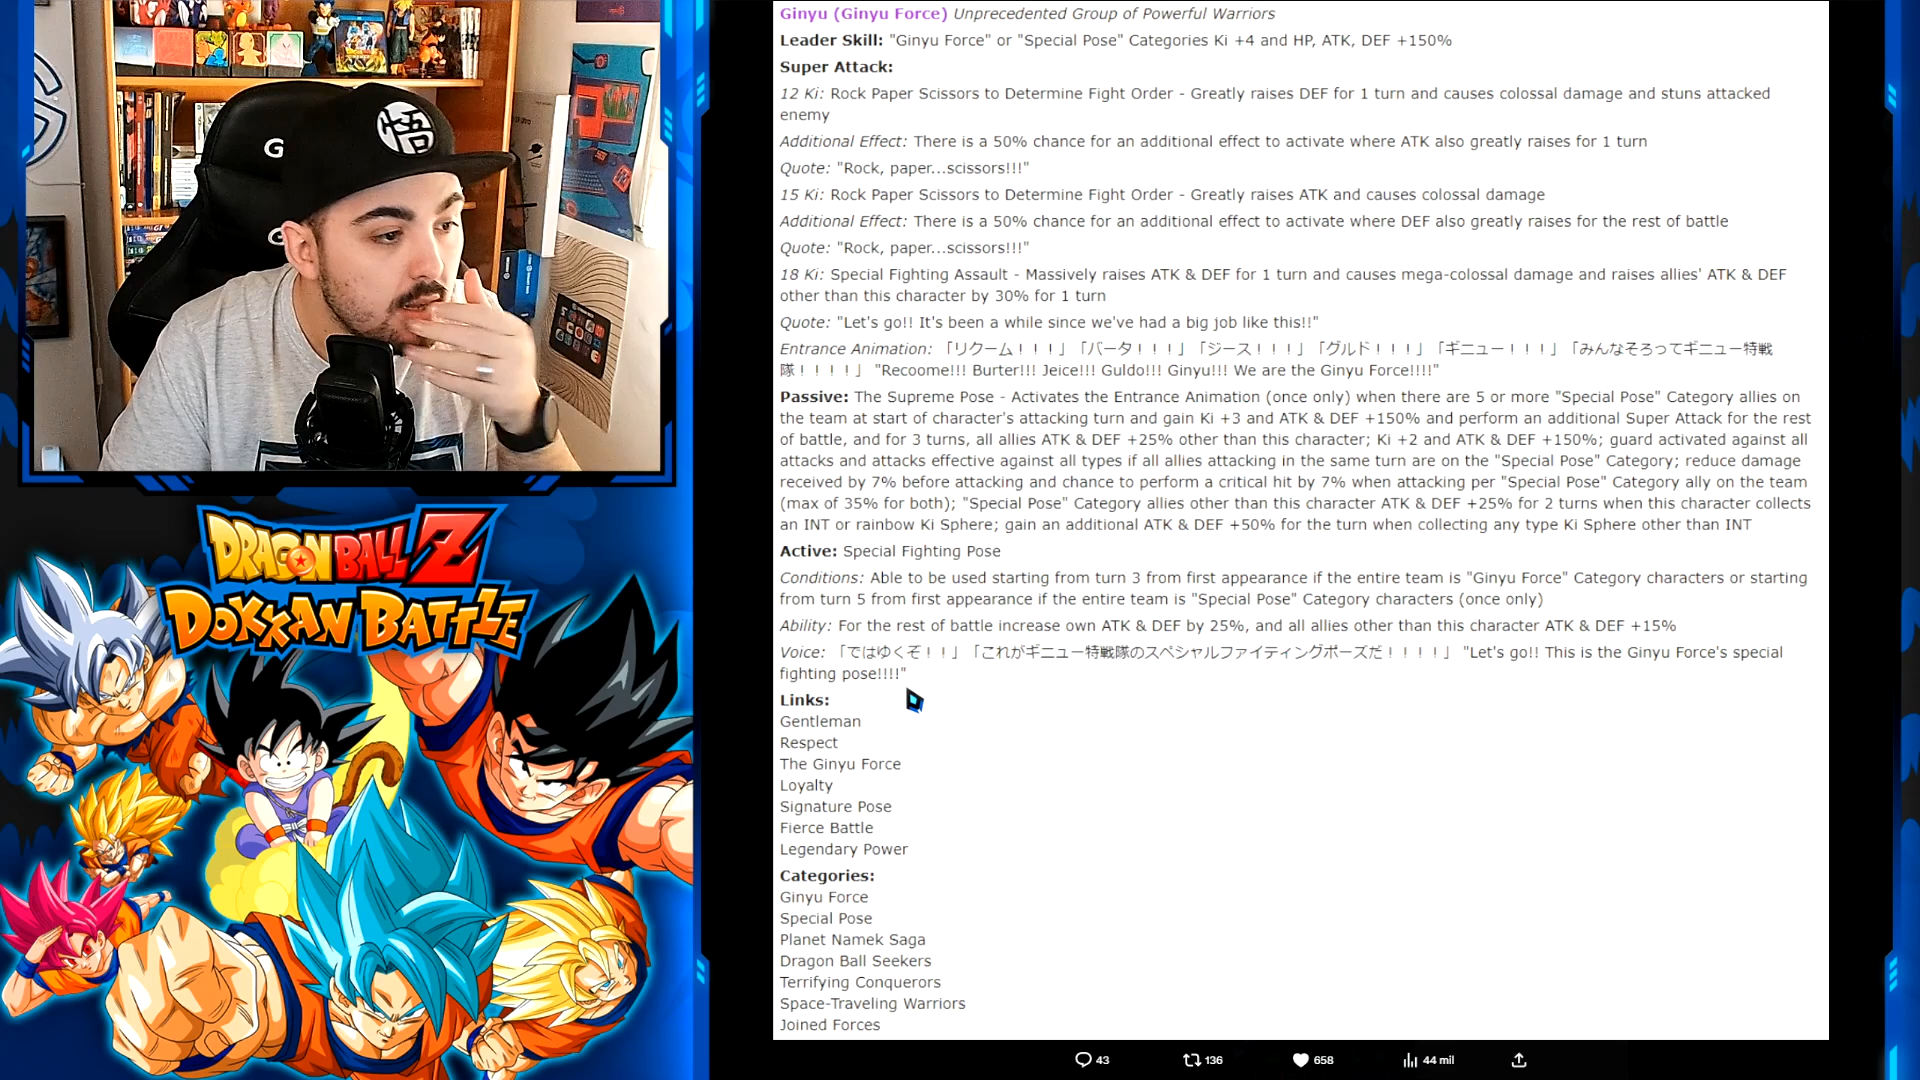 Ginyu (Ginyu Force) Unprecedented Group of Powerful Warriors
Leader Skill: "Ginyu Force" or "Special Pose" Categories Ki +4 and HP, ATK, DEF +150%
Super Attack:
12 Ki: Rock Paper Scissors to Determine Fight Order - Greatly raises DEF for 1 turn and causes colossal damage and stuns attacked
enemy
Additional Effect: There is a 50% chance for an additional effect to activate where ATK also greatly raises for 1 turn
Quote: "Rock, paper...scissors!!!"
15 Ki: Rock Paper Scissors to Determine Fight Order - Greatly raises ATK and causes colossal damage
Additional Effect: There is a 50% chance for an additional effect to activate where DEF also greatly raises for the rest of battle
Quote: "Rock, paper...scissors!!!"
18 Ki: Special Fighting Assault - Massively raises ATK & DEF for 1 turn and causes mega-colossal damage and raises allies' ATK & DEF
other than this character by 30% for 1 turn
Quote: "Let's go!! It's been a while since we've had a big job like this!!"
Entrance Animation: 「リクーム！！！」「バータ！！！」「ジース！！！」「グルド！！！」「ギニュー！！！」「みんなそろってギニュー特戦
隊！！！！」 "Recoome!!! Burter!!! Jeice!!! Guldo!!! Ginyu!!! We are the Ginyu Force!!!!"
Passive: The Supreme Pose - Activates the Entrance Animation (once only) when there are 5 or more "Special Pose" Category allies on
the team at start of character's attacking turn and gain Ki +3 and ATK & DEF +150% and perform an additional Super Attack for the rest
of battle, and for 3 turns, all allies ATK & DEF +25% other than this character; Ki +2 and ATK & DEF +150%; guard activated against all
attacks and attacks effective against all types if all allies attacking in the same turn are on the "Special Pose" Category; reduce damage
received by 7% before attacking and chance to perform a critical hit by 7% when attacking per "Special Pose" Category ally on the team
(max of 35% for both); "Special Pose" Category allies other than this character ATK & DEF +25% for 2 turns when this character collects
an INT or rainbow Ki Sphere; gain an additional ATK & DEF +50% for the turn when collecting any type Ki Sphere other than INT
Active: Special Fighting Pose
Conditions: Able to be used starting from turn 3 from first appearance if the entire team is "Ginyu Force" Category characters or starting
from turn 5 from first appearance if the entire team is "Special Pose" Category characters (once only)
Ability: For the rest of battle increase own ATK & DEF by 25%, and all allies other than this character ATK & DEF +15%
Voice: 「ではゆくぞ！！」「これがギニュー特戦隊のスペシャルファイティングポーズだ！！！！」 "Let's go!! This is the Ginyu Force's special
fighting pose!!!!"
Links:
Gentleman
Respect
The Ginyu Force
Loyalty
Signature Pose
Fierce Battle
Legendary Power
Categories:
Ginyu Force
Special Pose
Planet Namek Saga
Dragon Ball Seekers
Terrifying Conquerors
Space-Traveling Warriors
Joined Forces
43 136 658 44 mil
悟
G
DRAGON BALL Z
DOKKAN BATTLE